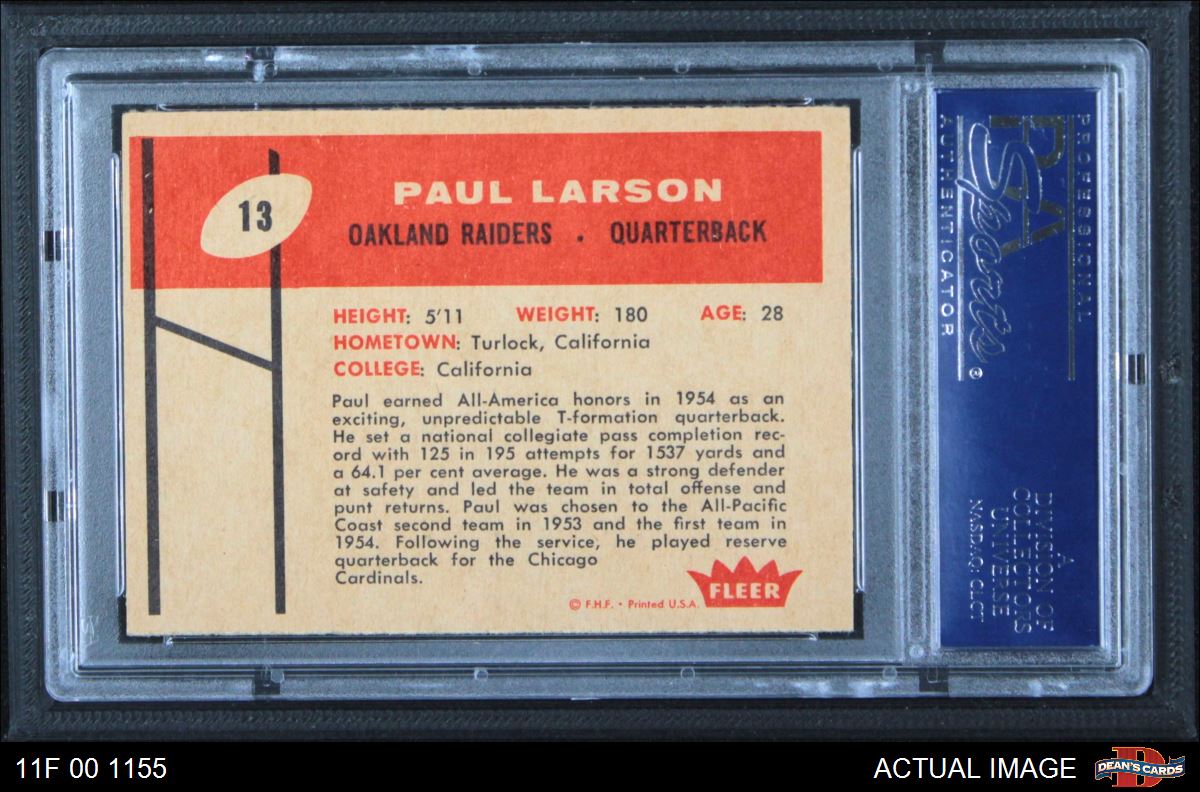 13
PAUL LARSON
OAKLAND RAIDERS . QUARTERBACK
HEIGHT: 5'11 WEIGHT: 180 AGE: 28
HOMETOWN: Turlock, California
COLLEGE: California
Paul earned All-America honors in 1954 as an
exciting, unpredictable T-formation quarterback.
He set a national collegiate pass completion rec-
ord with 125 in 195 attempts for 1537 yards and
a 64.1 per cent average. He was a strong defender
at safety and led the team in total offense and
punt returns. Paul was chosen to the All-Pacific
Coast second team in 1953 and the first team in
1954. Following the service, he played reserve
quarterback for the Chicago
Cardinals.
FLEER
© F.H.F. • Printed U.S.A.
PROFESSIONAL
PSA
Sports®
AUTHENTICATOR
A
DIVISION OF
COLLECTORS
UNIVERSE
NASDAQ: CLCT
11F 00 1155
ACTUAL IMAGE
DEAN'S CARDS